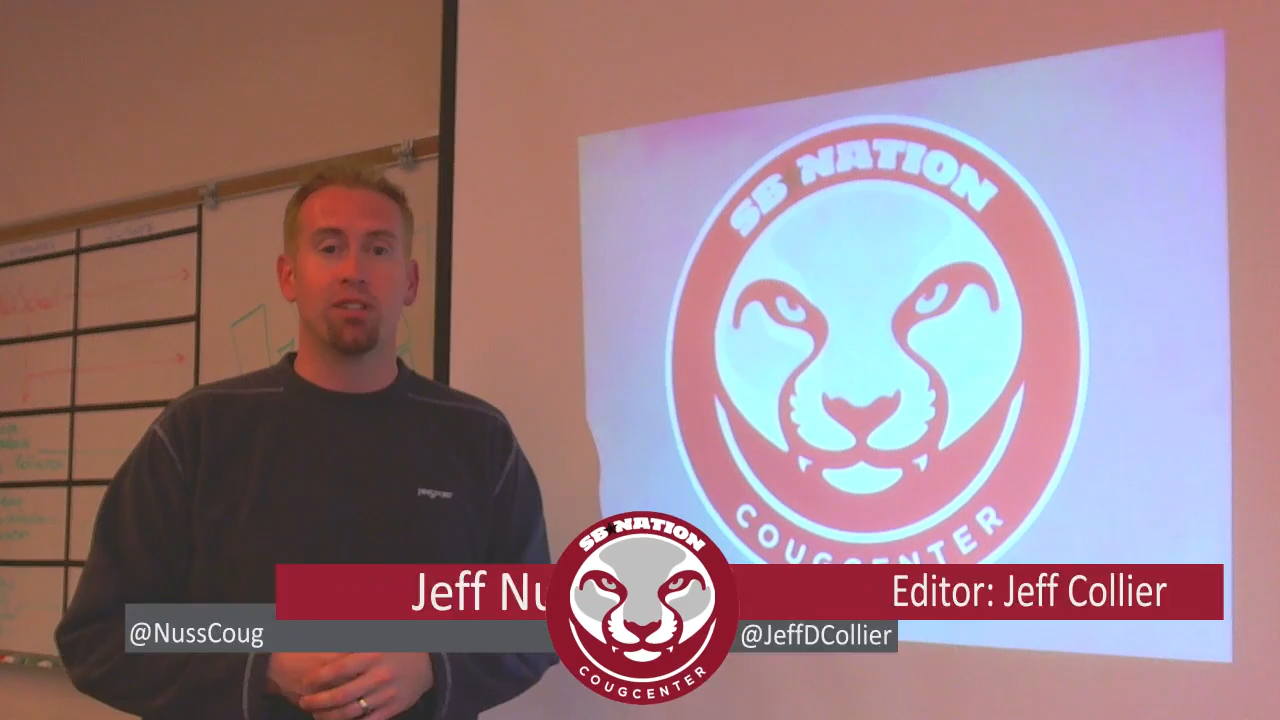 SB NATION
COUGCENTER
SB★NATION
COUGCENTER
Jeff Nu
Editor: Jeff Collier
@NussCoug
@JeffDCollier